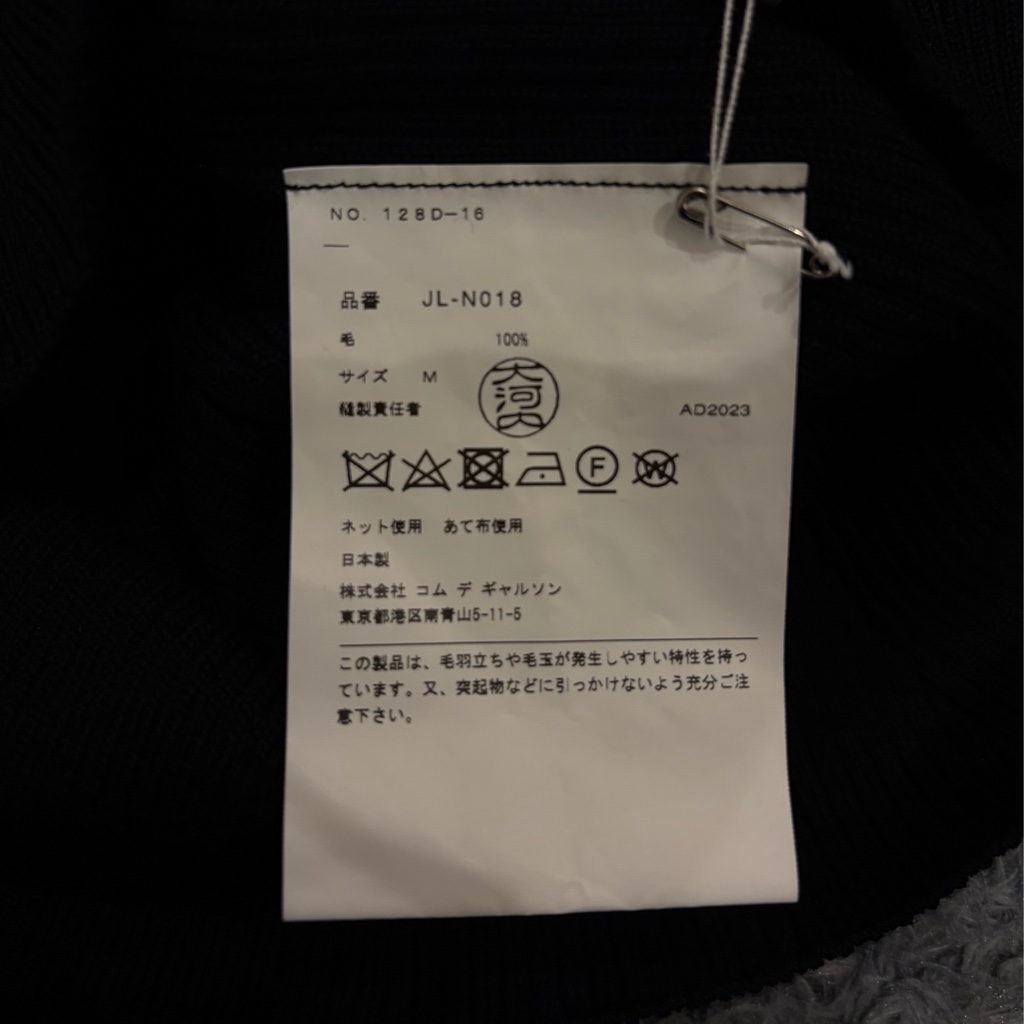 NO. 128D-16
品番 JL-N018
毛 100%
サイズ M
大河内
縫製責任者 AD2023
F W
ネット使用 あて布使用
日本製
株式会社 コム デ ギャルソン
東京都港区南青山5-11-5
この製品は、毛羽立ちや毛玉が発生しやすい特性を持っ
ています。又、突起物などに引っかけないよう充分ご注
意下さい。